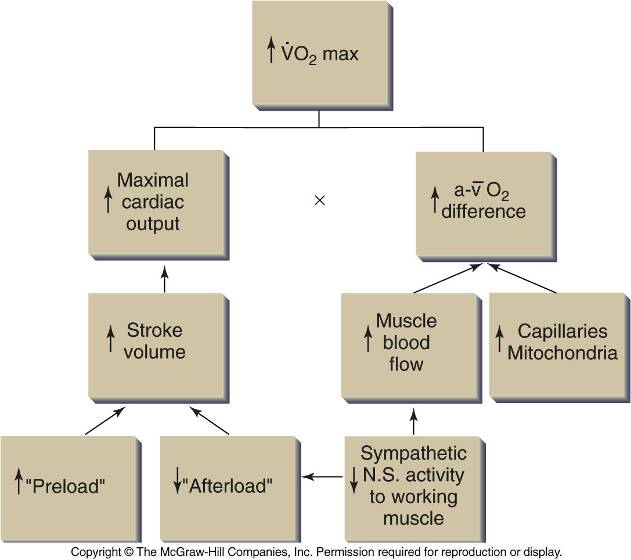 ↑ V̇O₂ max
Maximal
↑ cardiac
output
×
↑ a-v̅ O₂
difference
↑ Stroke
volume
Muscle
↑ blood
flow
↑ Capillaries
Mitochondria
↑ "Preload"
↓ "Afterload"
Sympathetic
↓ N.S. activity
to working
muscle
Copyright © The McGraw-Hill Companies, Inc. Permission required for reproduction or display.